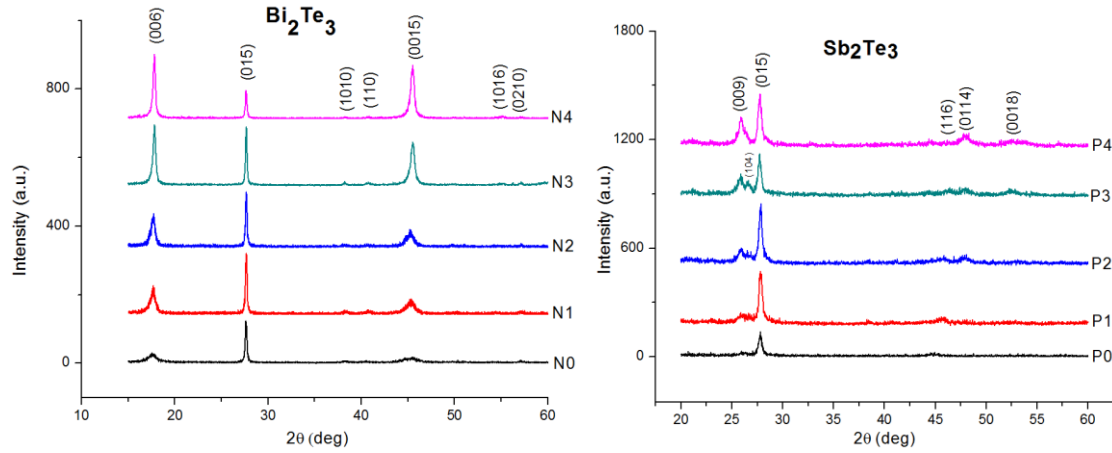 Bi2Te3
(006)
(015)
(1010)
(110)
(0015)
(1016)
(0210)
N4
N3
N2
N1
N0
800
400
0
Intensity (a.u.)
10 20 30 40 50 60
2θ (deg)
Sb2Te3
(009)
(015)
(104)
(116)
(0114)
(0018)
P4
P3
P2
P1
P0
1800
1200
600
0
Intensity (a.u.)
20 25 30 35 40 45 50 55 60
2θ (deg)